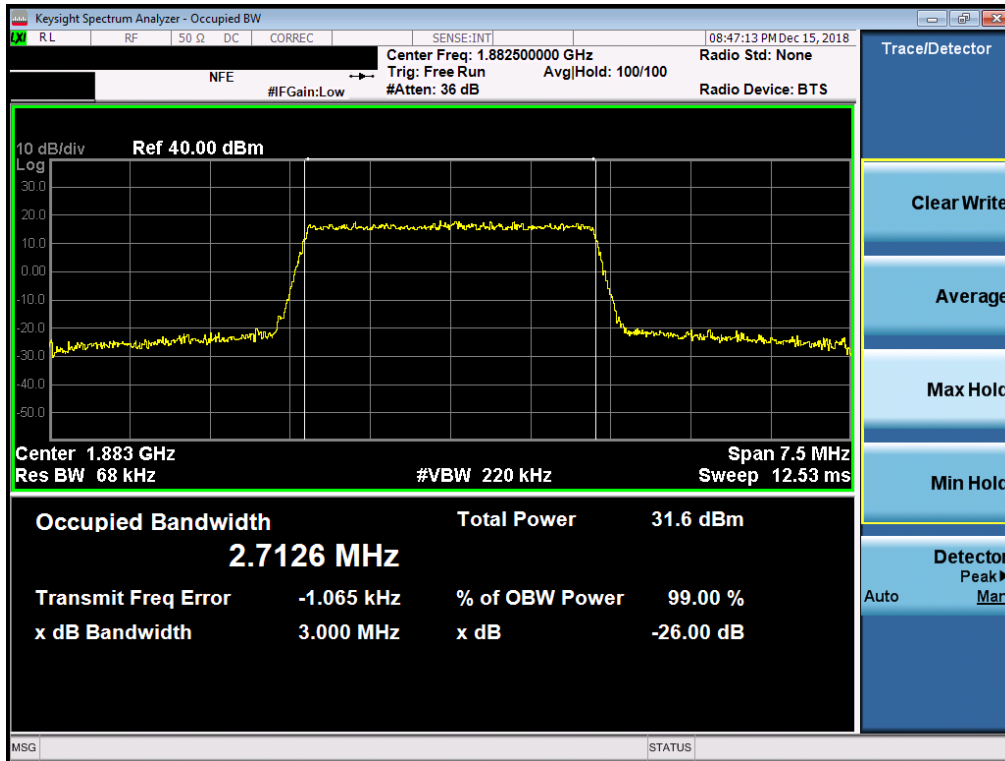 Keysight Spectrum Analyzer - Occupied BW
LXI RL RF 50 Ω DC CORREC SENSE:INT 08:47:13 PM Dec 15, 2018
Center Freq: 1.882500000 GHz Radio Std: None
NFE Trig: Free Run Avg|Hold: 100/100
#IFGain:Low #Atten: 36 dB Radio Device: BTS
Trace/Detector
10 dB/div Ref 40.00 dBm
Log
30.0
20.0
10.0
0.00
-10.0
-20.0
-30.0
-40.0
-50.0
Center 1.883 GHz Span 7.5 MHz
Res BW 68 kHz #VBW 220 kHz Sweep 12.53 ms
Occupied Bandwidth Total Power 31.6 dBm
2.7126 MHz
Transmit Freq Error -1.065 kHz % of OBW Power 99.00 %
x dB Bandwidth 3.000 MHz x dB -26.00 dB
Clear Write
Average
Max Hold
Min Hold
Detector
Peak
Auto Man
MSG STATUS